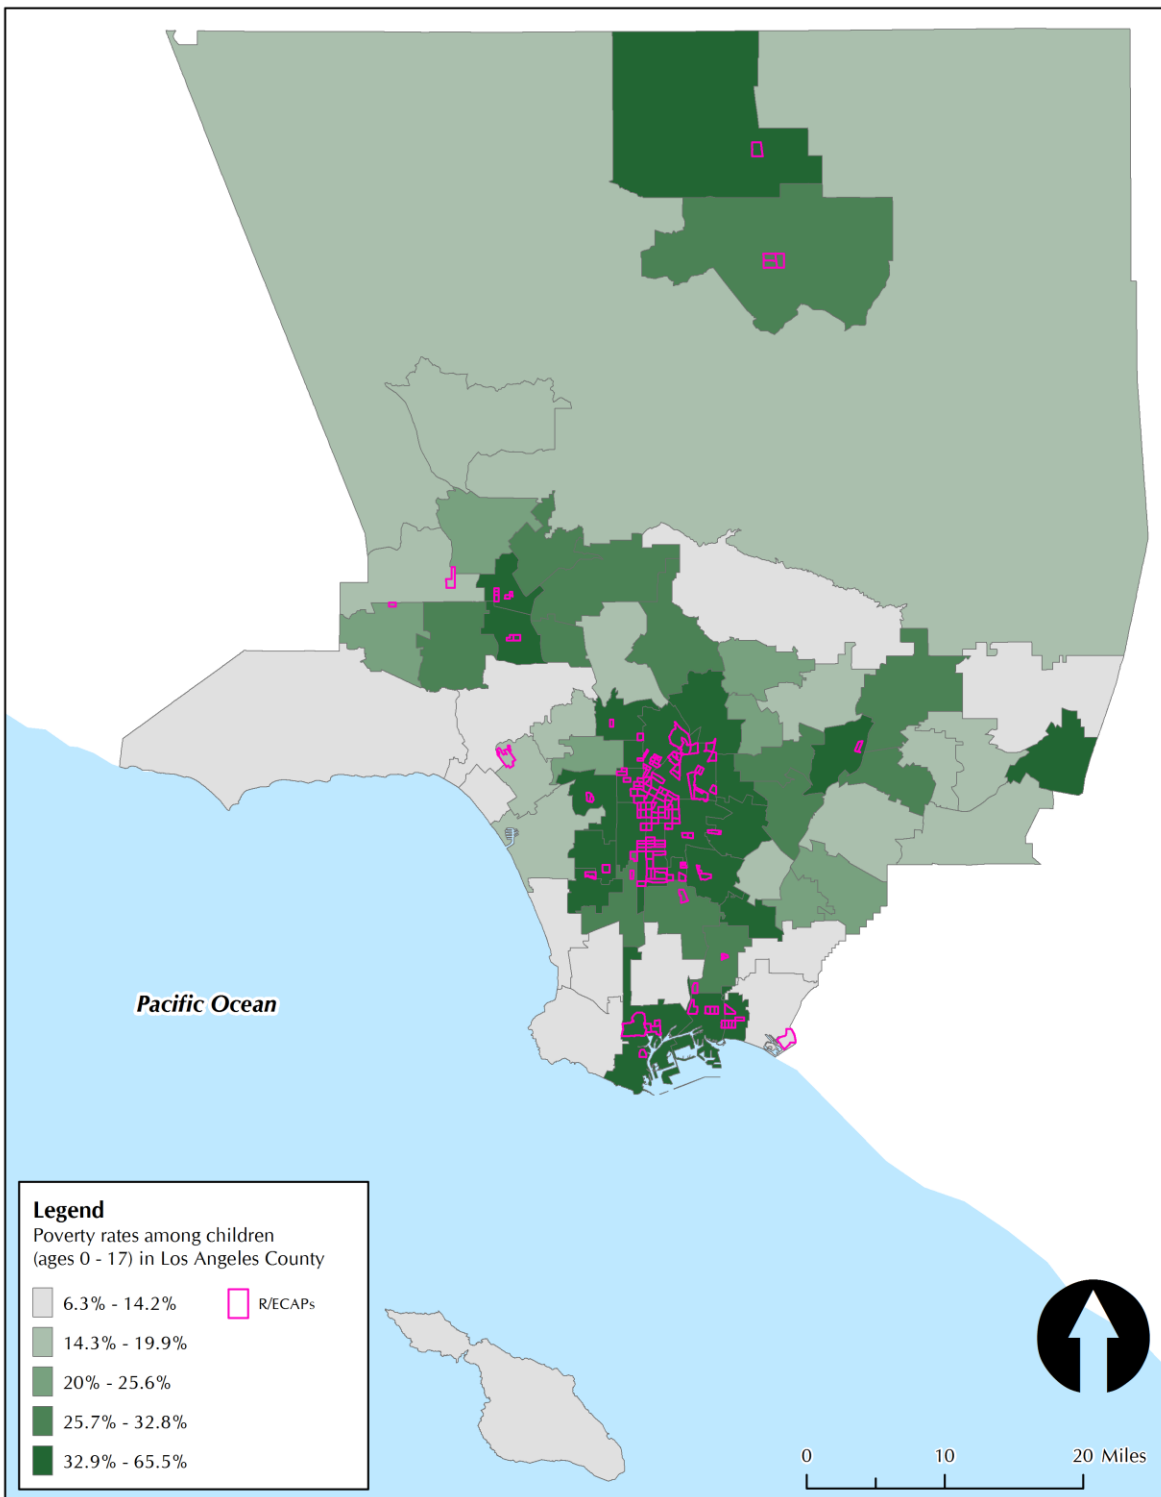 Pacific Ocean
Legend
Poverty rates among children
(ages 0 - 17) in Los Angeles County
6.3% - 14.2%
R/ECAPs
14.3% - 19.9%
20% - 25.6%
25.7% - 32.8%
32.9% - 65.5%
0 10 20 Miles